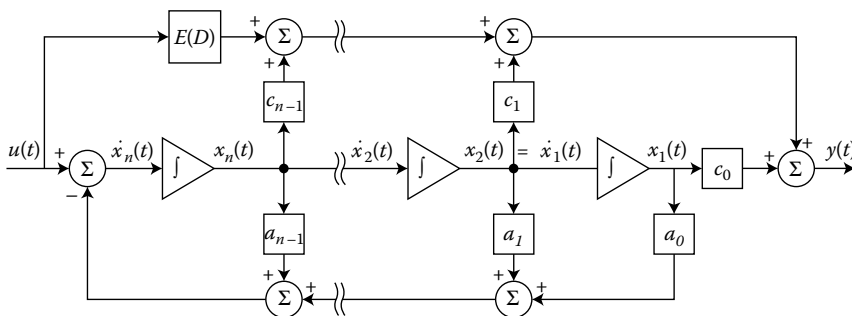 + + + +
E(D) Σ Σ
+ +
c_{n−1} c_1
u(t) + Σ ẋ_n(t) ∫ x_n(t) ẋ_2(t) ∫ x_2(t) = ẋ_1(t) ∫ x_1(t) c_0 + + Σ y(t)
−
a_{n−1} a_1 a_0
+ +
Σ + Σ +